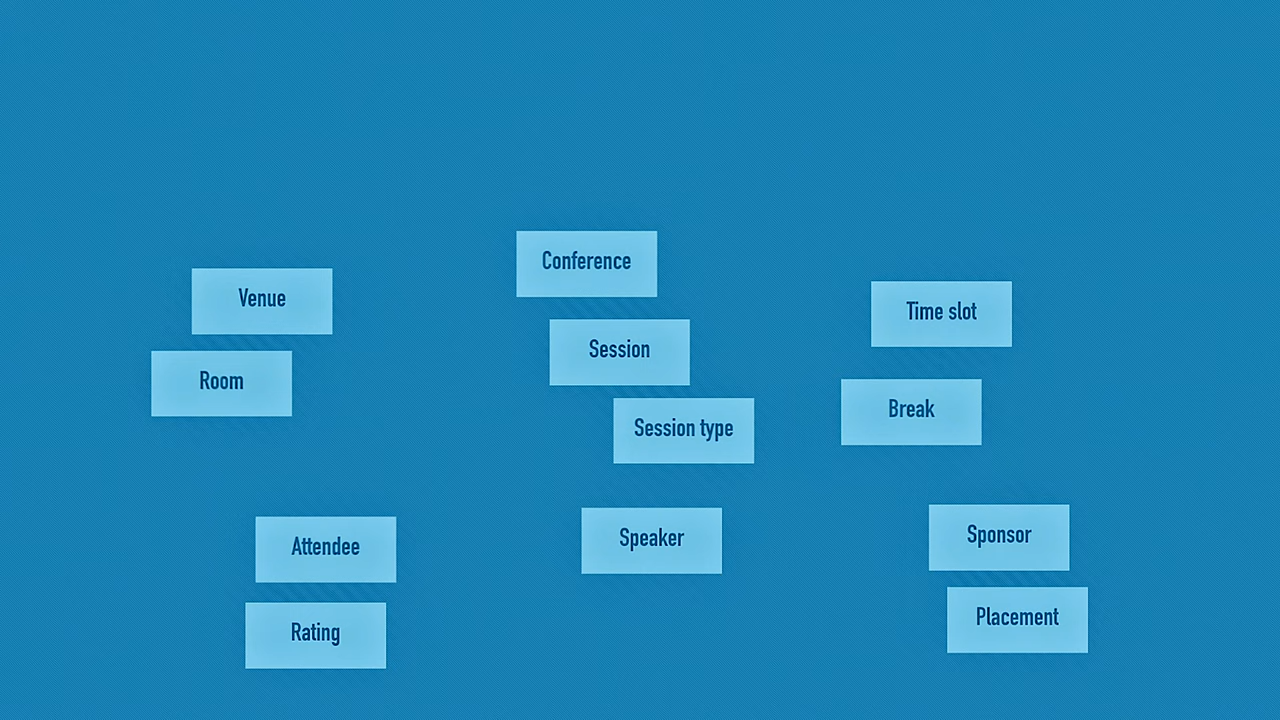 Conference
Venue
Time slot
Session
Room
Break
Session type
Sponsor
Speaker
Attendee
Placement
Rating